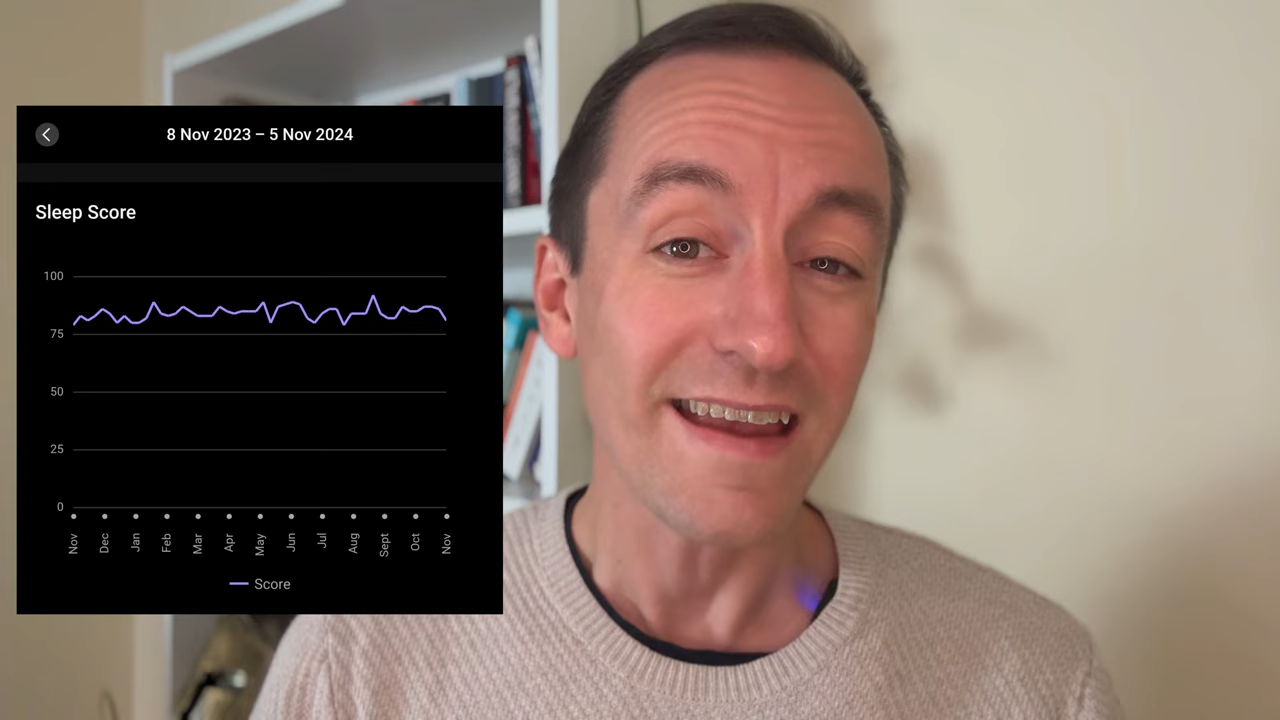 8 Nov 2023 – 5 Nov 2024
Sleep Score
100
75
50
25
0
Nov Dec Jan Feb Mar Apr May Jun Jul Aug Sept Oct Nov
Score